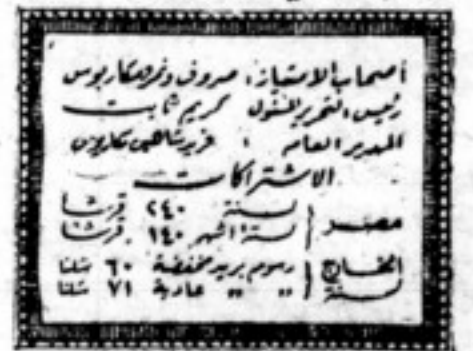 أصحاب الامتياز: صروف ونمر ومكاريوس
رئيس التحرير المسئول كريم ثابت
المدير العام : فريد شاهين مكاريوس
الاشتراكات
مصر { لسنة ٢٤٠ قرشا
لستة اشهر ١٤٠ قرشا
الخارج لسنة { رسوم بريد مخفضة ٦٠ شلنا
" " عادية ٧١ شلنا